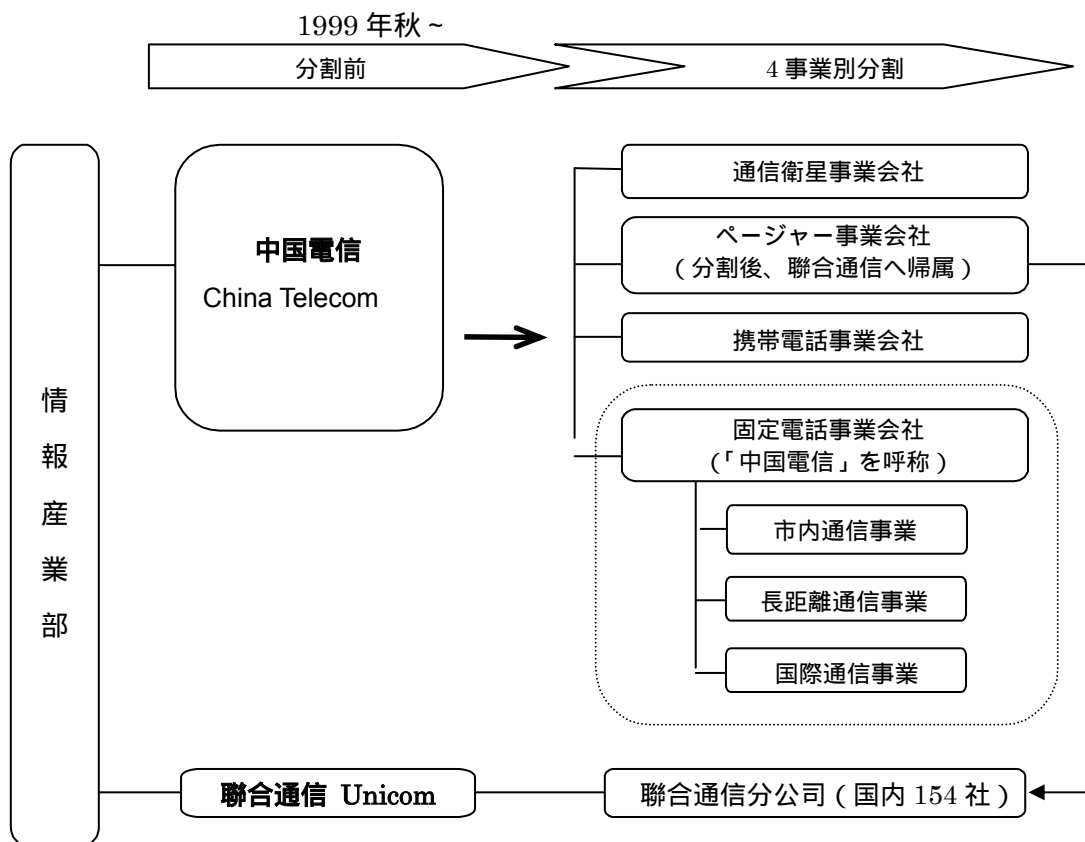 1999 年秋~
分割前
4 事業別分割
情報産業部
中国電信
China Telecom
通信衛星事業会社
ページャー事業会社
(分割後、聯合通信へ帰属)
携帯電話事業会社
固定電話事業会社
(「中国電信」を呼称)
市内通信事業
長距離通信事業
国際通信事業
聯合通信 Unicom
聯合通信分公司(国内 154 社)